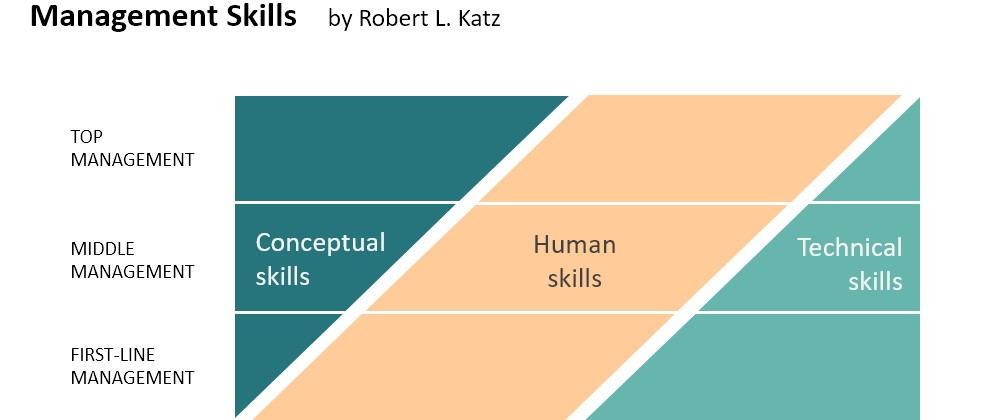 Management Skills by Robert L. Katz
TOP
MANAGEMENT
MIDDLE
MANAGEMENT
Conceptual
skills
Human
skills
Technical
skills
FIRST-LINE
MANAGEMENT